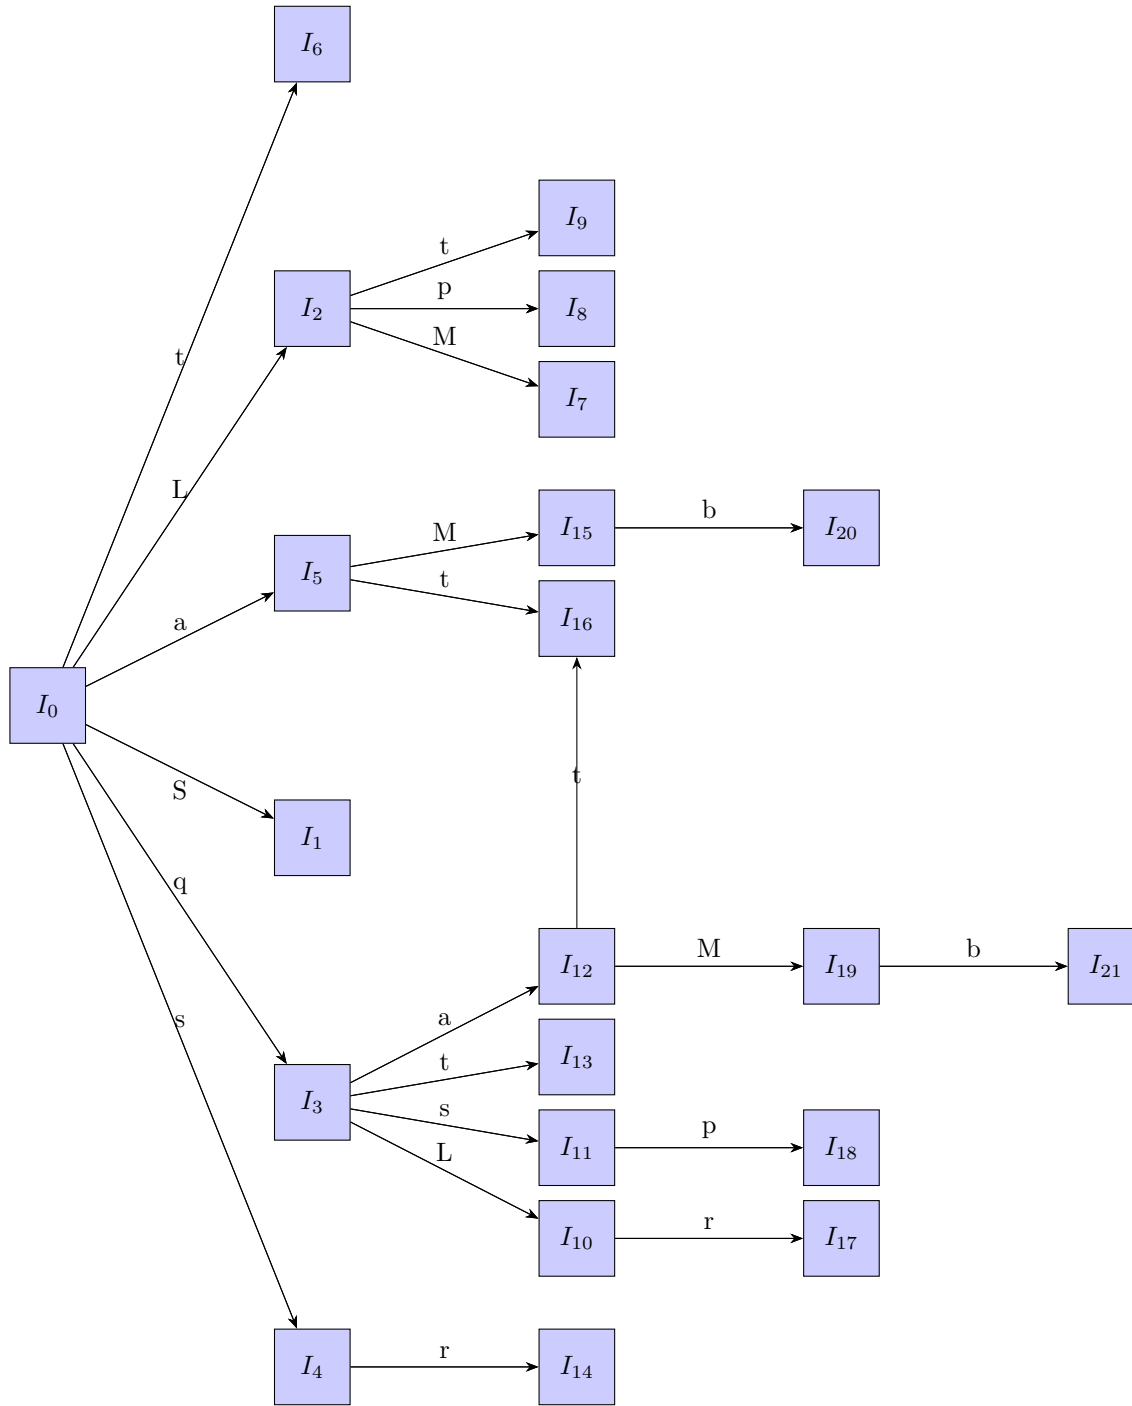 I₆
I₉
t
p
I₂
I₈
M
t
I₇
L
M
I₁₅
b
I₂₀
I₅
t
a
I₁₆
I₀
t
S
I₁
q
I₁₂
M
I₁₉
b
I₂₁
a
s
t
I₁₃
I₃
s
p
I₁₁
I₁₈
L
r
I₁₀
I₁₇
I₄
r
I₁₄